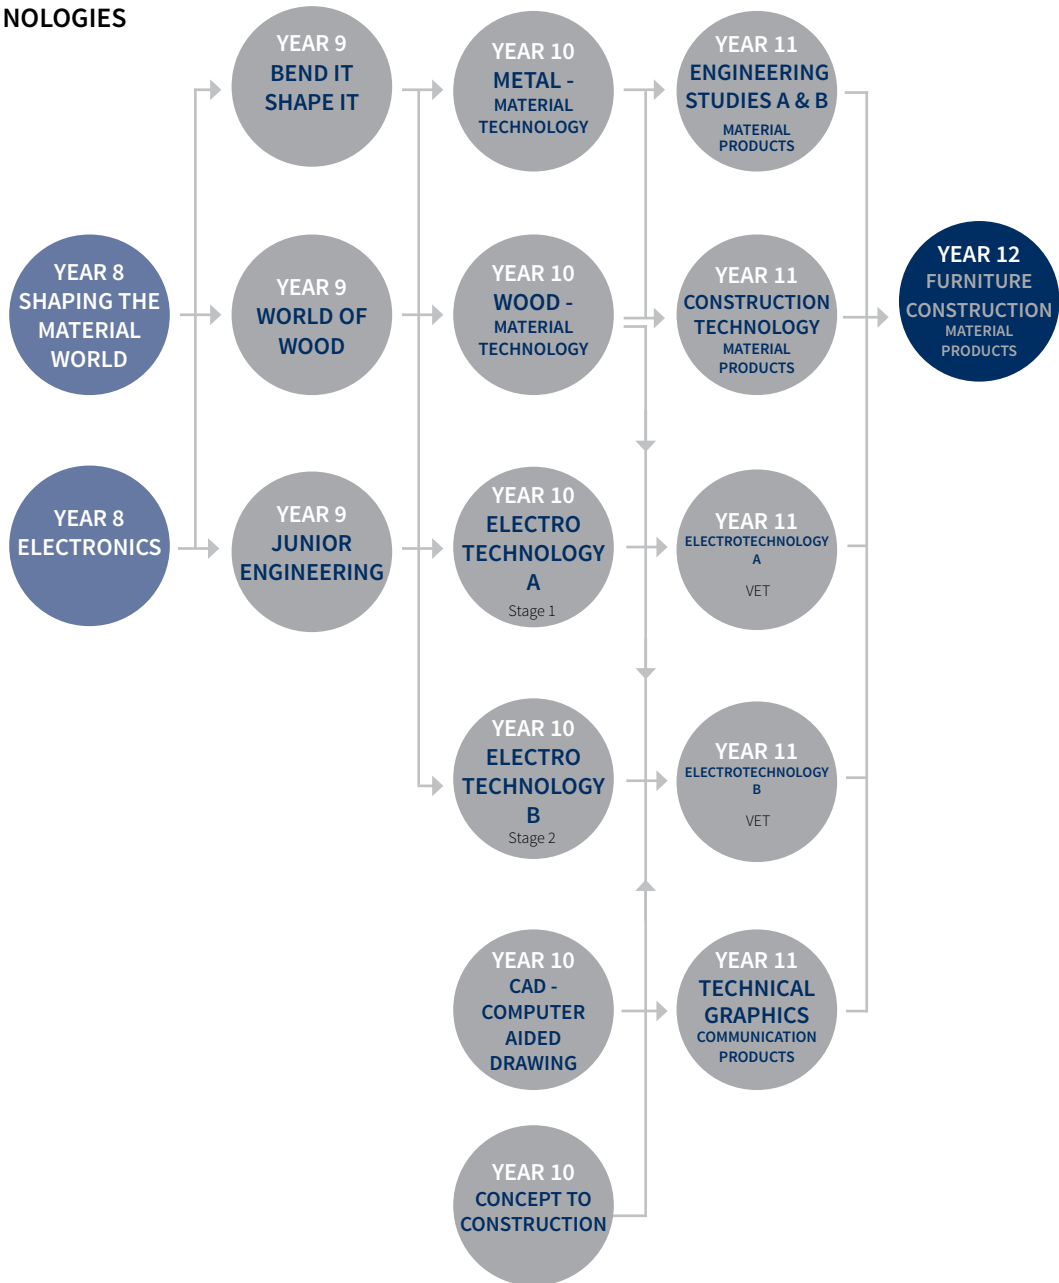 NOLOGIES
YEAR 9
BEND IT
SHAPE IT
YEAR 10
METAL -
MATERIAL
TECHNOLOGY
YEAR 11
ENGINEERING
STUDIES A & B
MATERIAL
PRODUCTS
YEAR 8
SHAPING THE
MATERIAL
WORLD
YEAR 9
WORLD OF
WOOD
YEAR 10
WOOD -
MATERIAL
TECHNOLOGY
YEAR 11
CONSTRUCTION
TECHNOLOGY
MATERIAL
PRODUCTS
YEAR 12
FURNITURE
CONSTRUCTION
MATERIAL
PRODUCTS
YEAR 8
ELECTRONICS
YEAR 9
JUNIOR
ENGINEERING
YEAR 10
ELECTRO
TECHNOLOGY
A
Stage 1
YEAR 11
ELECTROTECHNOLOGY
A
VET
YEAR 10
ELECTRO
TECHNOLOGY
B
Stage 2
YEAR 11
ELECTROTECHNOLOGY
B
VET
YEAR 10
CAD -
COMPUTER
AIDED
DRAWING
YEAR 11
TECHNICAL
GRAPHICS
COMMUNICATION
PRODUCTS
YEAR 10
CONCEPT TO
CONSTRUCTION